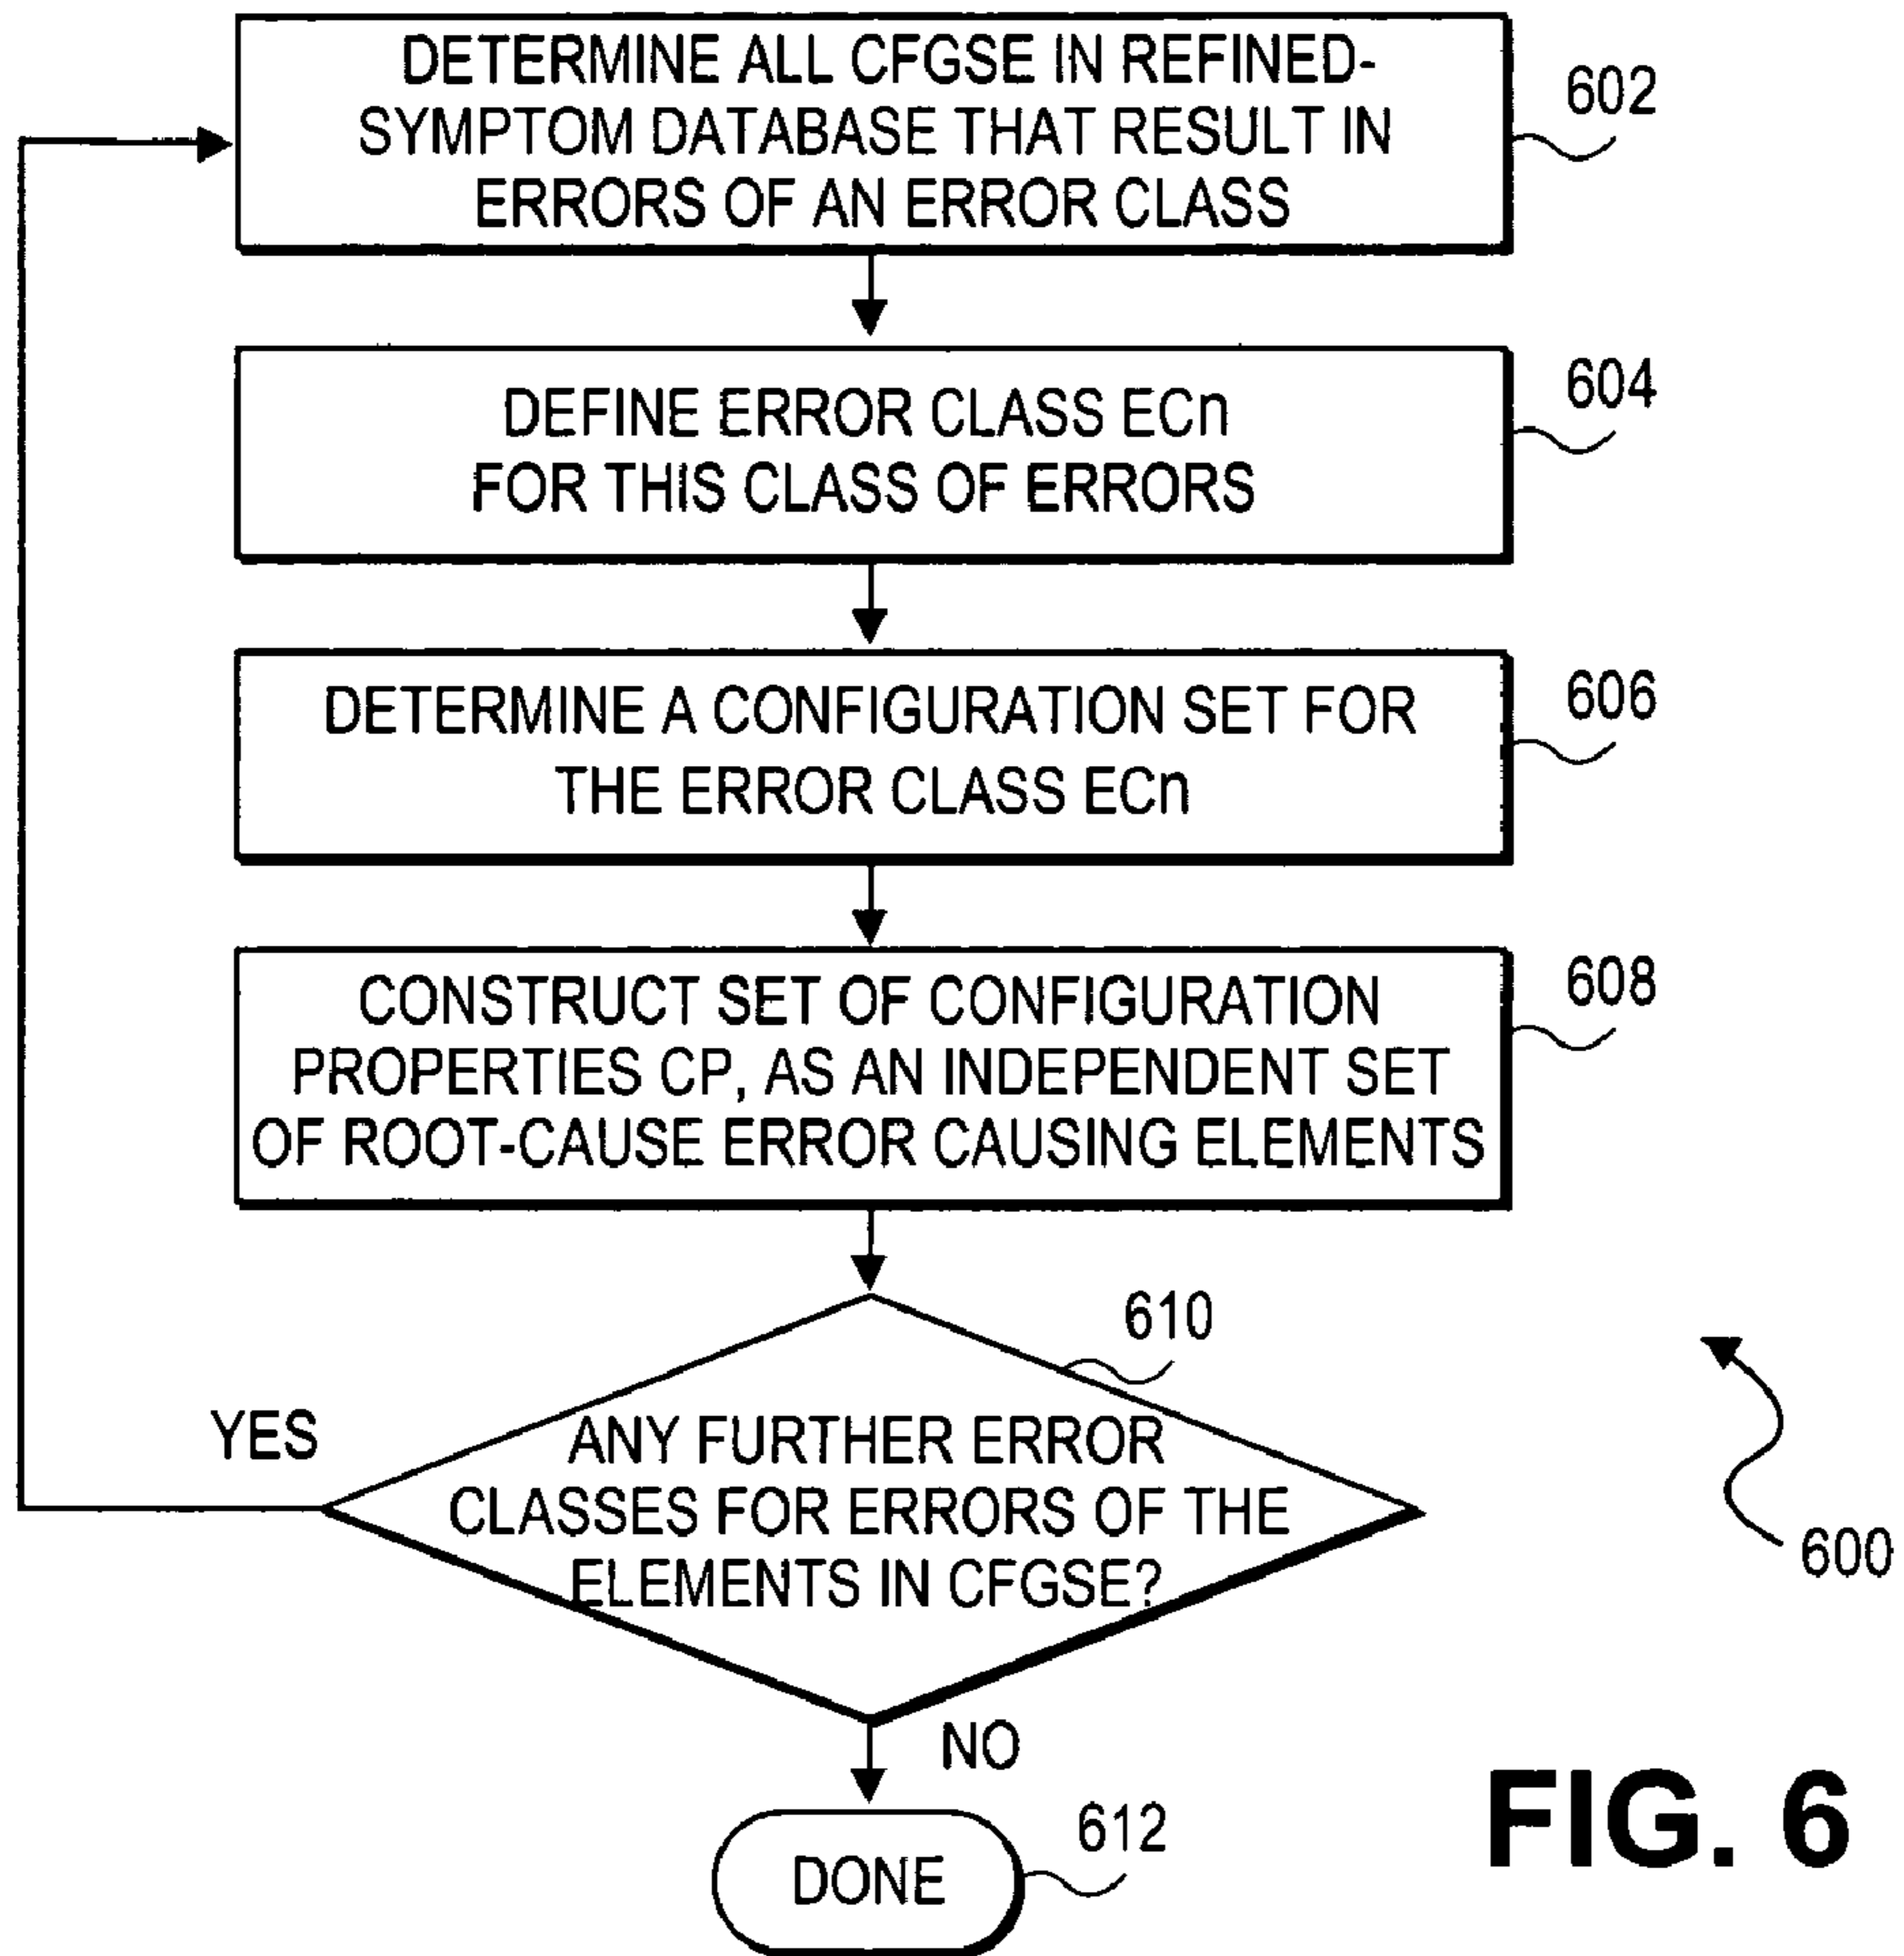 DETERMINE ALL CFGSE IN REFINED-
SYMPTOM DATABASE THAT RESULT IN
ERRORS OF AN ERROR CLASS
602
DEFINE ERROR CLASS ECn
FOR THIS CLASS OF ERRORS
604
DETERMINE A CONFIGURATION SET FOR
THE ERROR CLASS ECn
606
CONSTRUCT SET OF CONFIGURATION
PROPERTIES CP, AS AN INDEPENDENT SET
OF ROOT-CAUSE ERROR CAUSING ELEMENTS
608
610
YES
ANY FURTHER ERROR
CLASSES FOR ERRORS OF THE
ELEMENTS IN CFGSE?
600
NO
DONE
612
FIG. 6